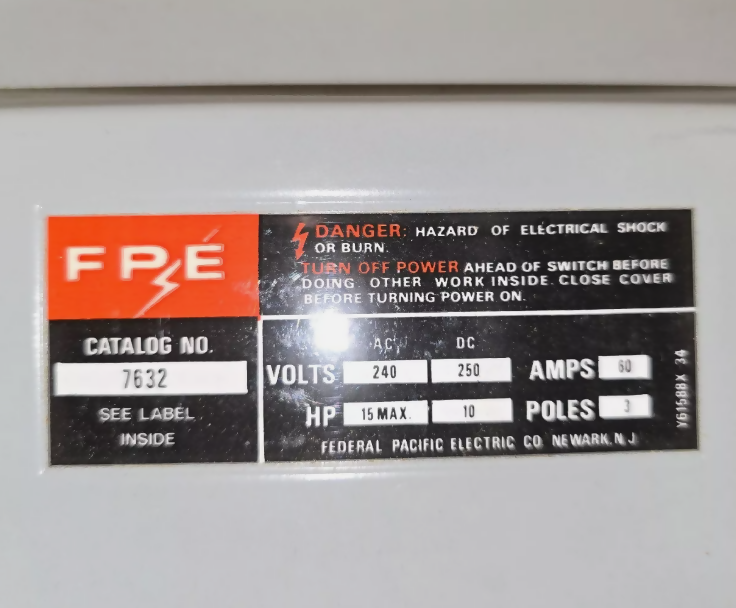 FPE
DANGER: HAZARD OF ELECTRICAL SHOCK
OR BURN.
TURN OFF POWER AHEAD OF SWITCH BEFORE
DOING OTHER WORK INSIDE. CLOSE COVER
BEFORE TURNING POWER ON.
CATALOG NO.
7632
SEE LABEL
INSIDE
AC DC
VOLTS 240 250 AMPS 60
HP 15 MAX. 10 POLES 3
FEDERAL PACIFIC ELECTRIC CO NEWARK, N.J.
Y61588X 34